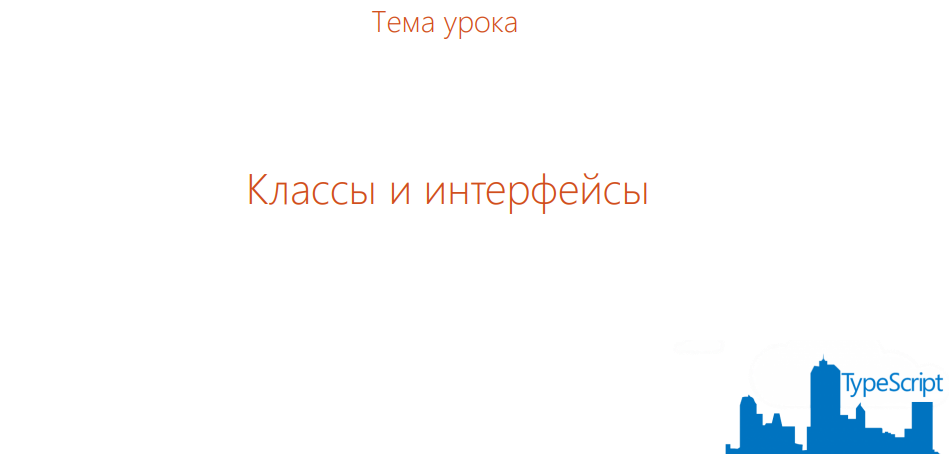 Тема урока
Классы и интерфейсы
TypeScript